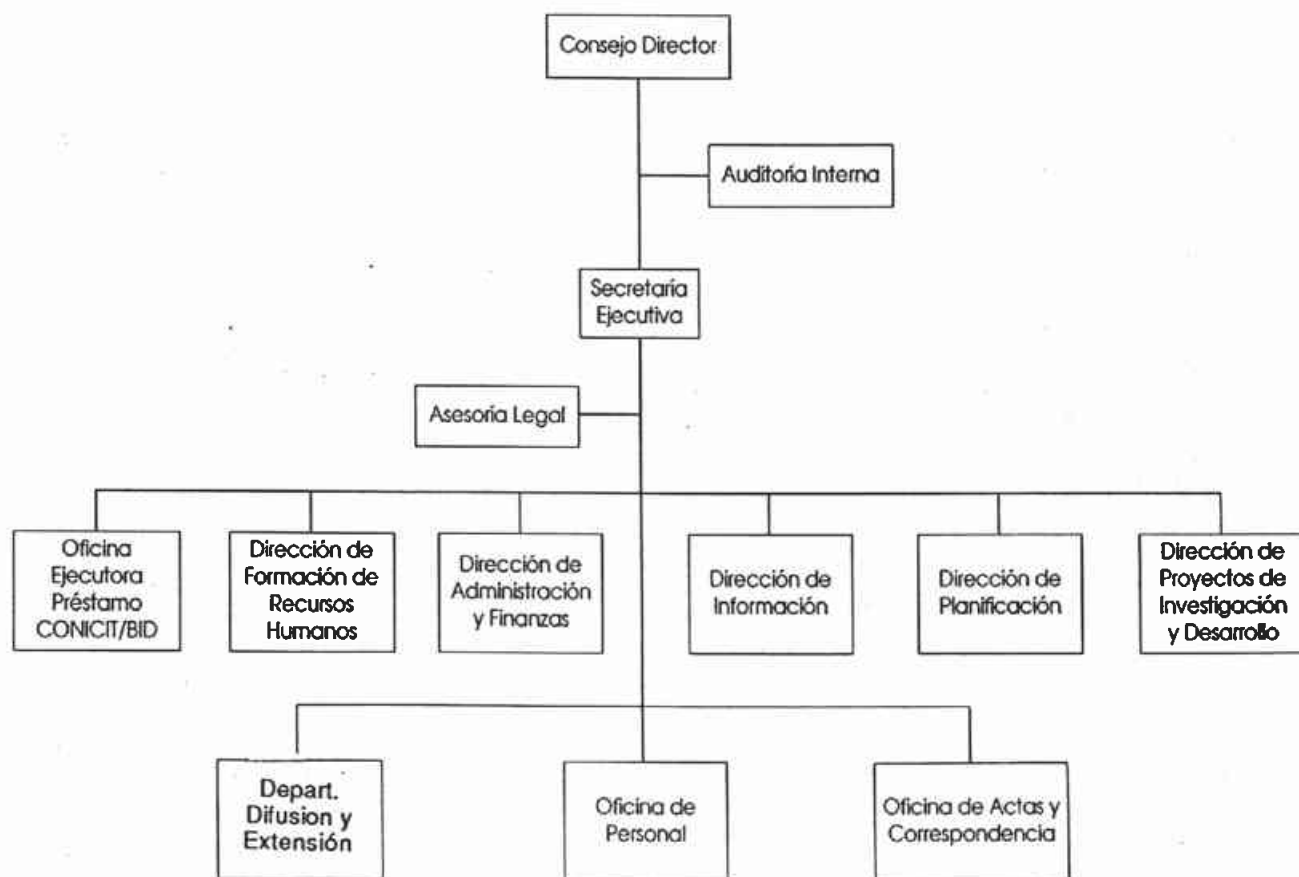 Consejo Director
Auditoría Interna
Secretaría
Ejecutiva
Asesoría Legal
Oficina
Ejecutora
Préstamo
CONICIT/BID
Dirección de
Formación de
Recursos
Humanos
Dirección de
Administración
y Finanzas
Dirección de
Información
Dirección de
Planificación
Dirección de
Proyectos de
Investigación
y Desarrollo
Depart.
Difusion y
Extensión
Oficina de
Personal
Oficina de Actas y
Correspondencia